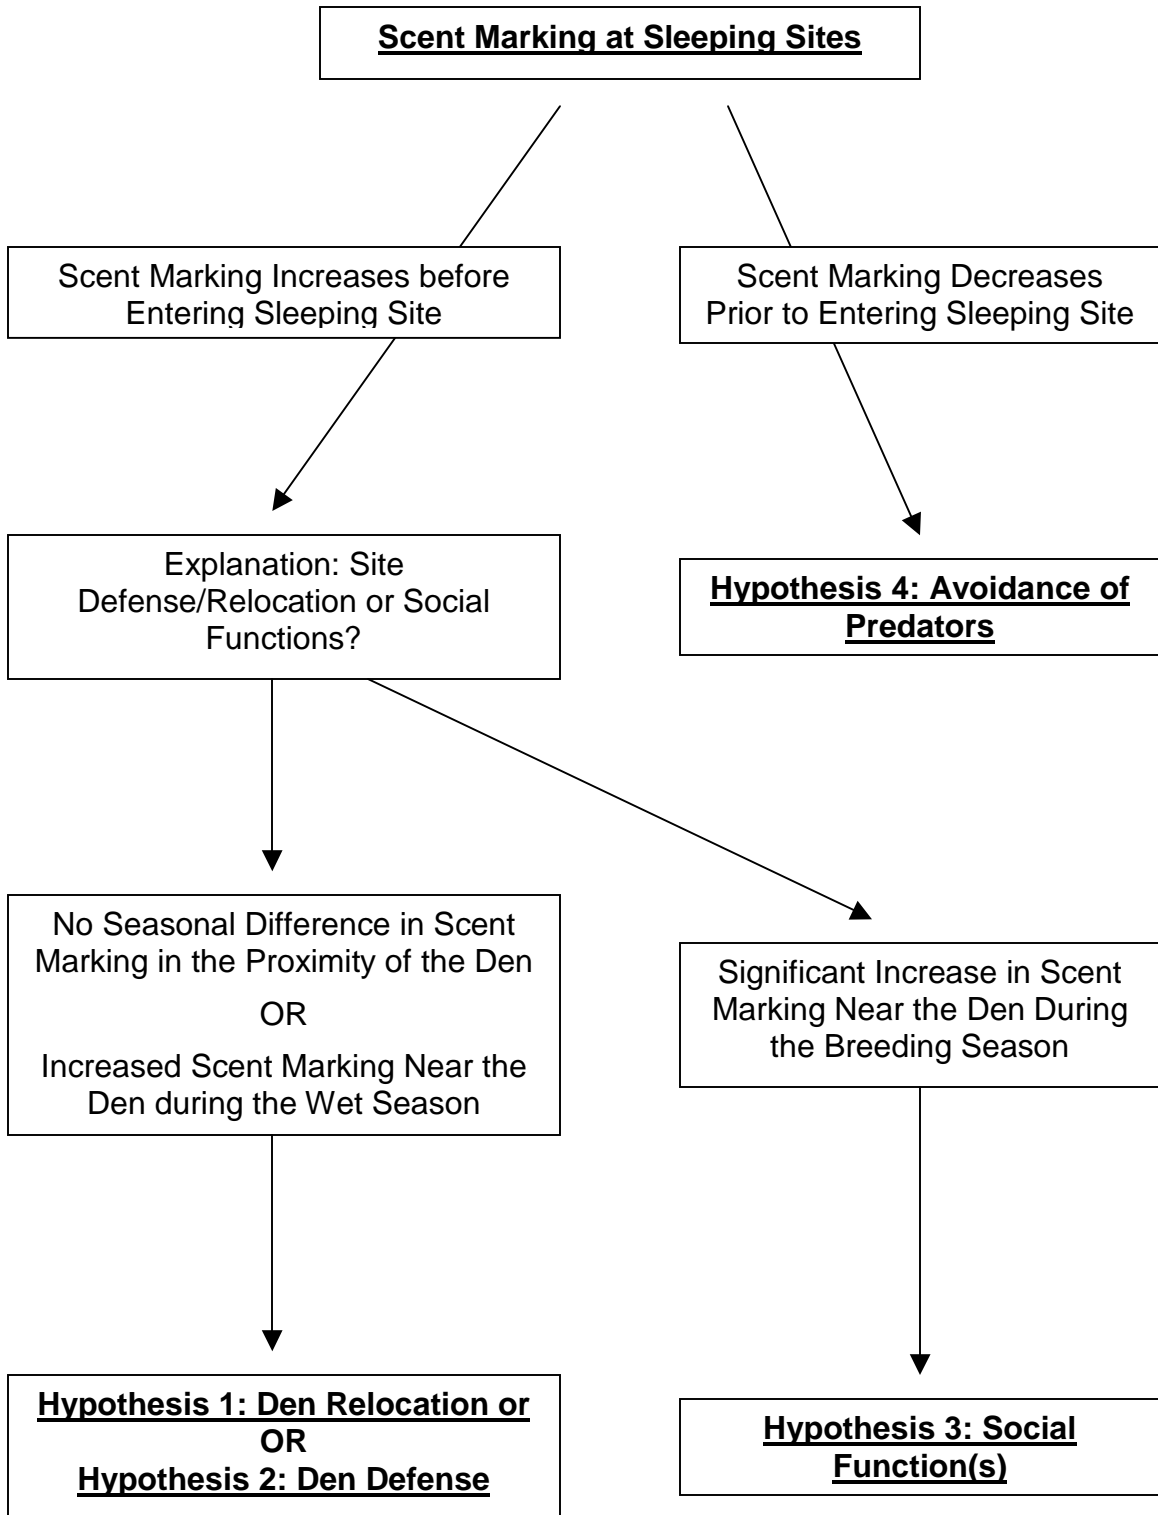 Scent Marking at Sleeping Sites
Scent Marking Increases before
Entering Sleeping Site
Scent Marking Decreases
Prior to Entering Sleeping Site
Explanation: Site
Defense/Relocation or Social
Functions?
Hypothesis 4: Avoidance of
Predators
No Seasonal Difference in Scent
Marking in the Proximity of the Den
OR
Increased Scent Marking Near the
Den during the Wet Season
Significant Increase in Scent
Marking Near the Den During
the Breeding Season
Hypothesis 1: Den Relocation or
OR
Hypothesis 2: Den Defense
Hypothesis 3: Social
Function(s)